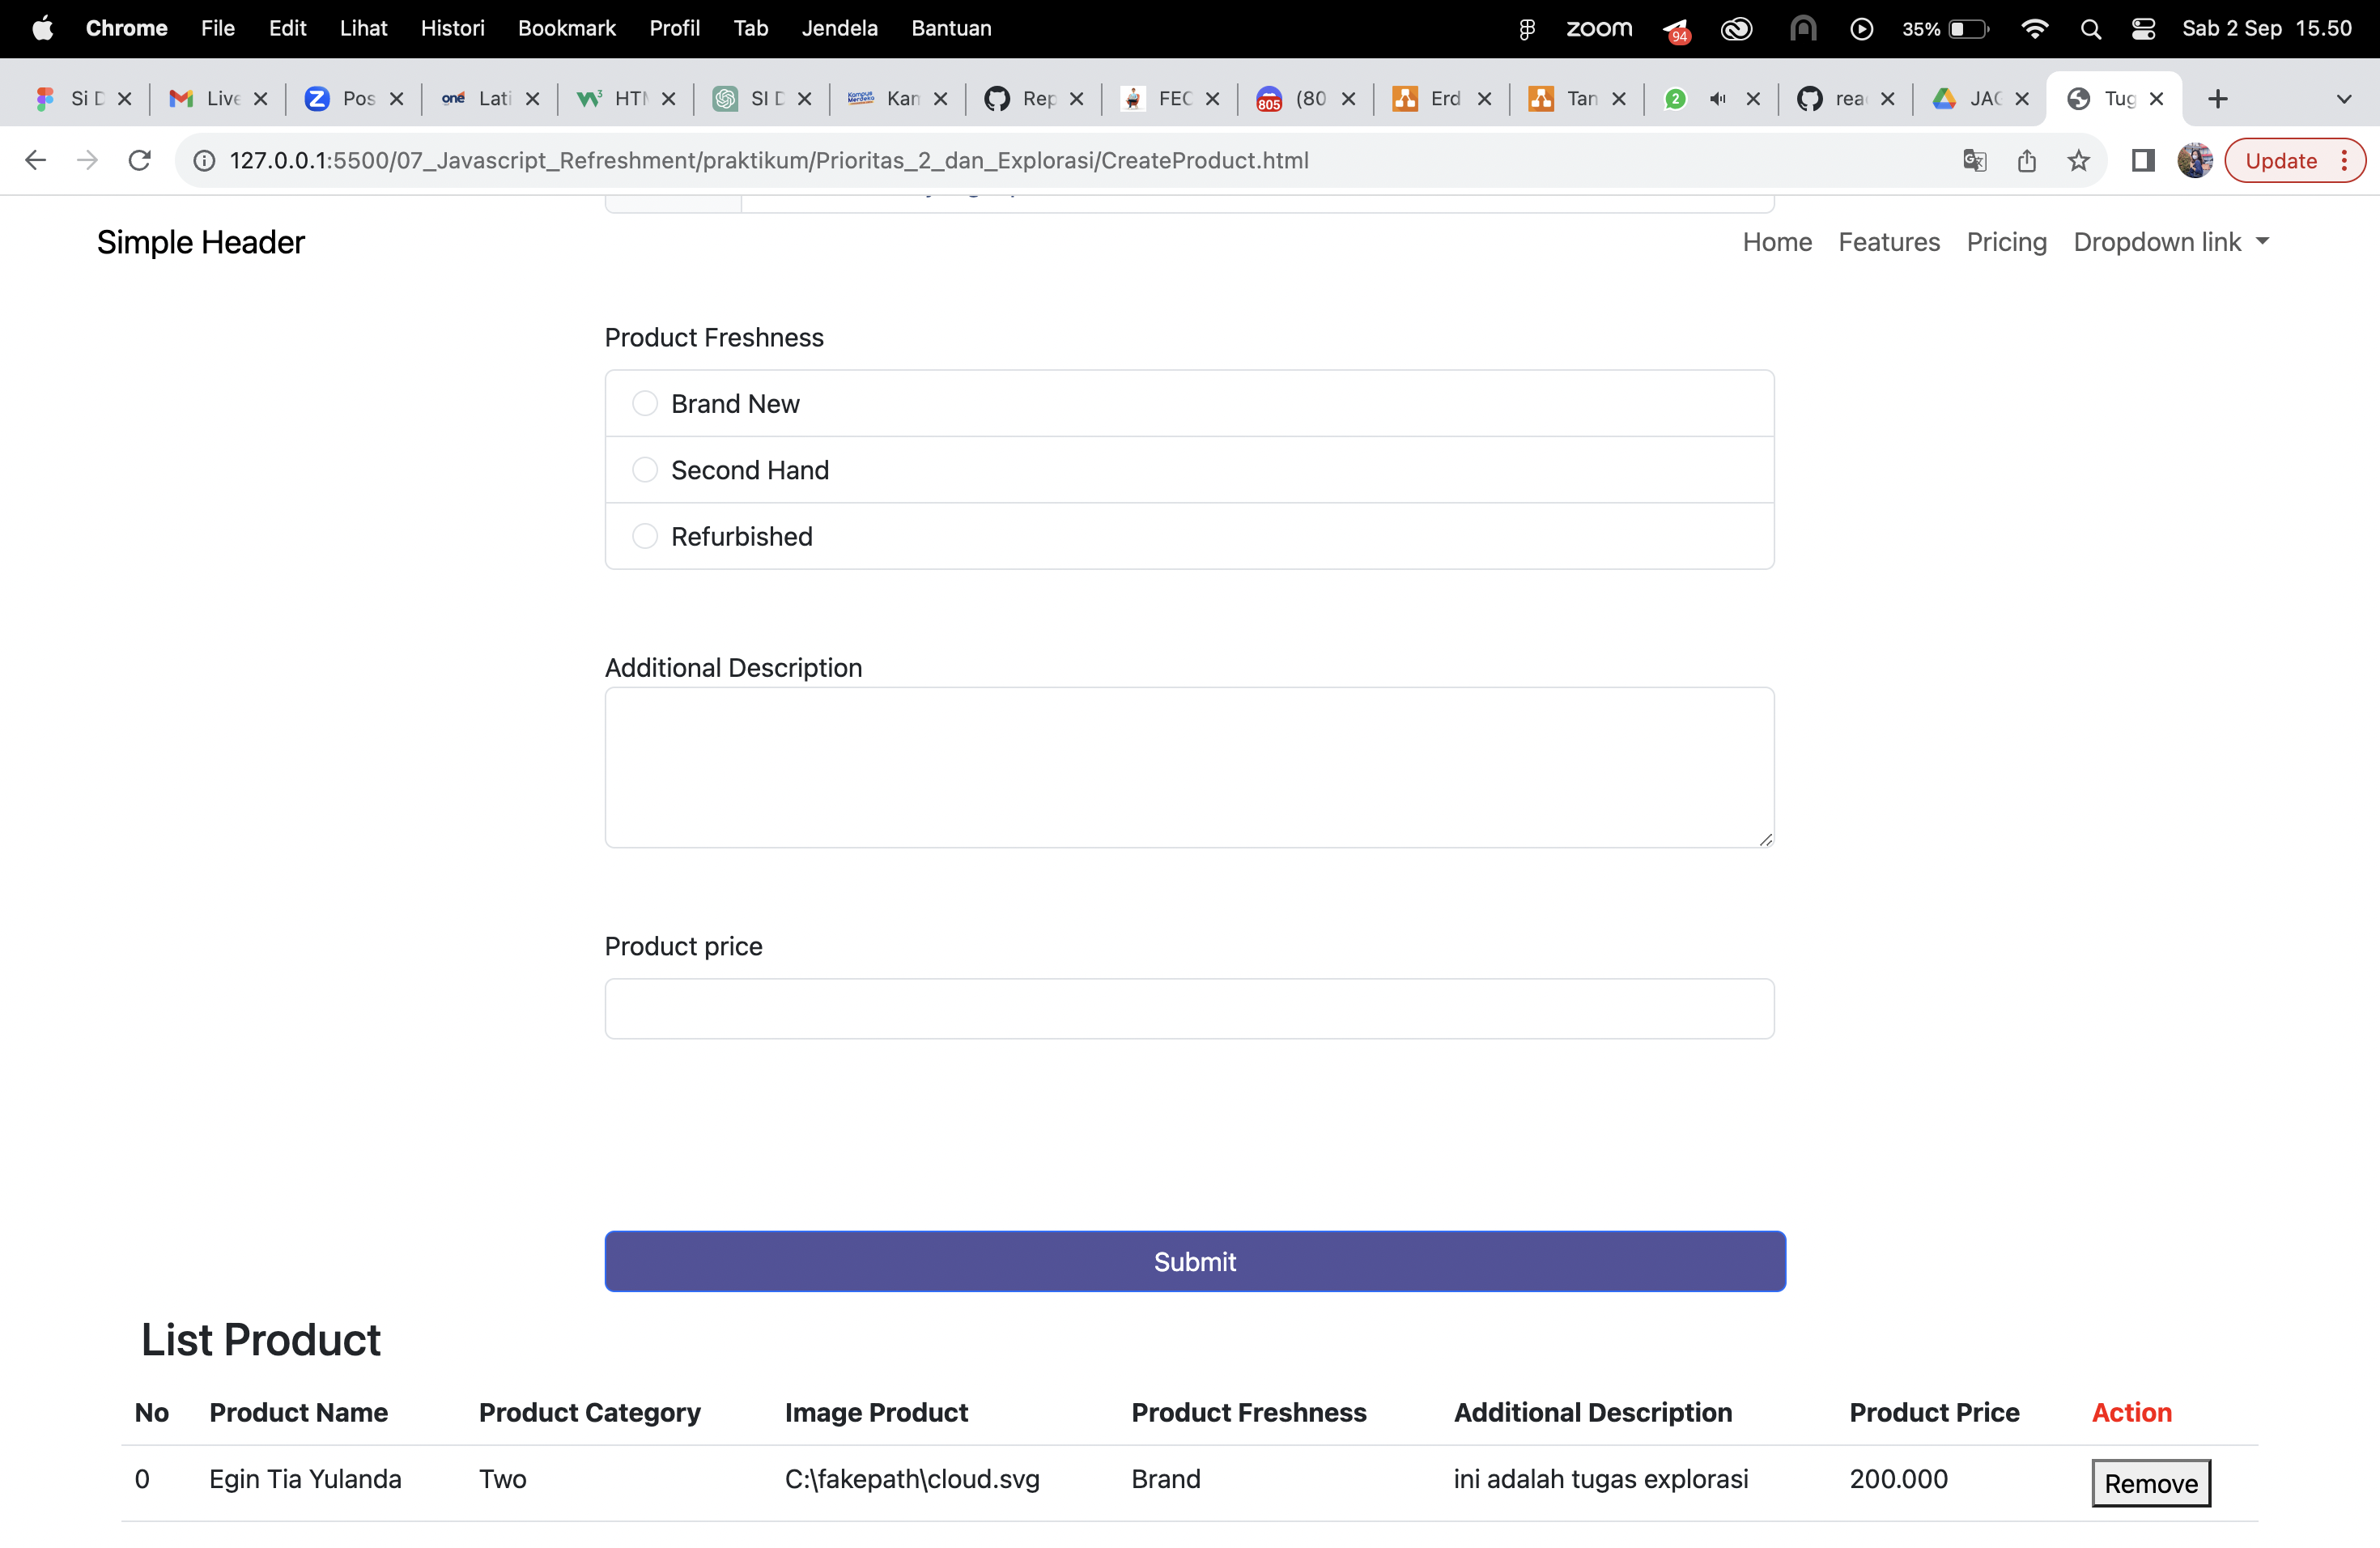 Chrome File Edit Lihat Histori Bookmark Profil Tab Jendela Bantuan zoom 94 35% Sab 2 Sep 15.50
Si D Live Pos one Lati HTM SI D Kampus Merdeka Kam Rep FEC 805 (80 Erd Tan 2 rea JAC Tug
127.0.0.1:5500/07_Javascript_Refreshment/praktikum/Prioritas_2_dan_Explorasi/CreateProduct.html Update
Simple Header Home Features Pricing Dropdown link
Product Freshness
Brand New
Second Hand
Refurbished
Additional Description
Product price
Submit
List Product
No Product Name Product Category Image Product Product Freshness Additional Description Product Price Action
0 Egin Tia Yulanda Two C:\fakepath\cloud.svg Brand ini adalah tugas explorasi 200.000 Remove